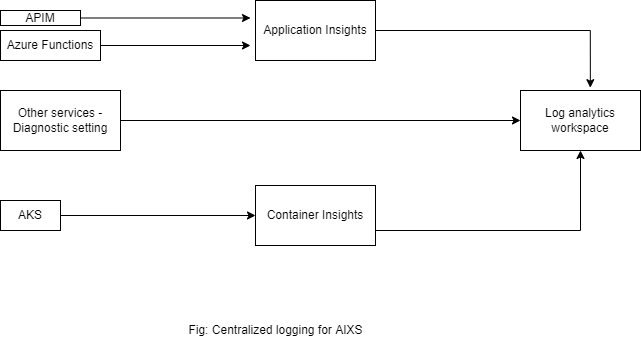 APIM
Azure Functions
Application Insights
Other services -
Diagnostic setting
Log analytics
workspace
AKS
Container Insights
Fig: Centralized logging for AIXS